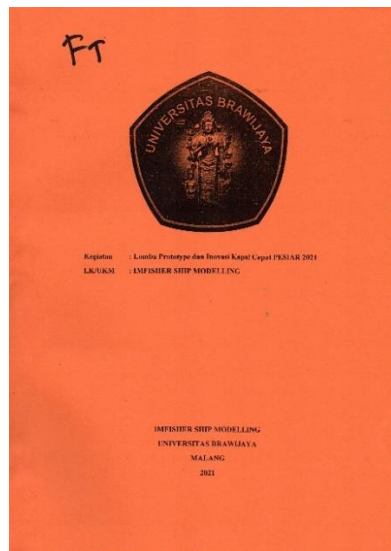 FT
UNIVERSITAS BRAWIJAYA
Kegiatan : Lomba Prototype dan Inovasi Kapal Cepat PESIAR 2021
LK/UKM : IMFISHER SHIP MODELLING
IMFISHER SHIP MODELLING
UNIVERSITAS BRAWIJAYA
MALANG
2021